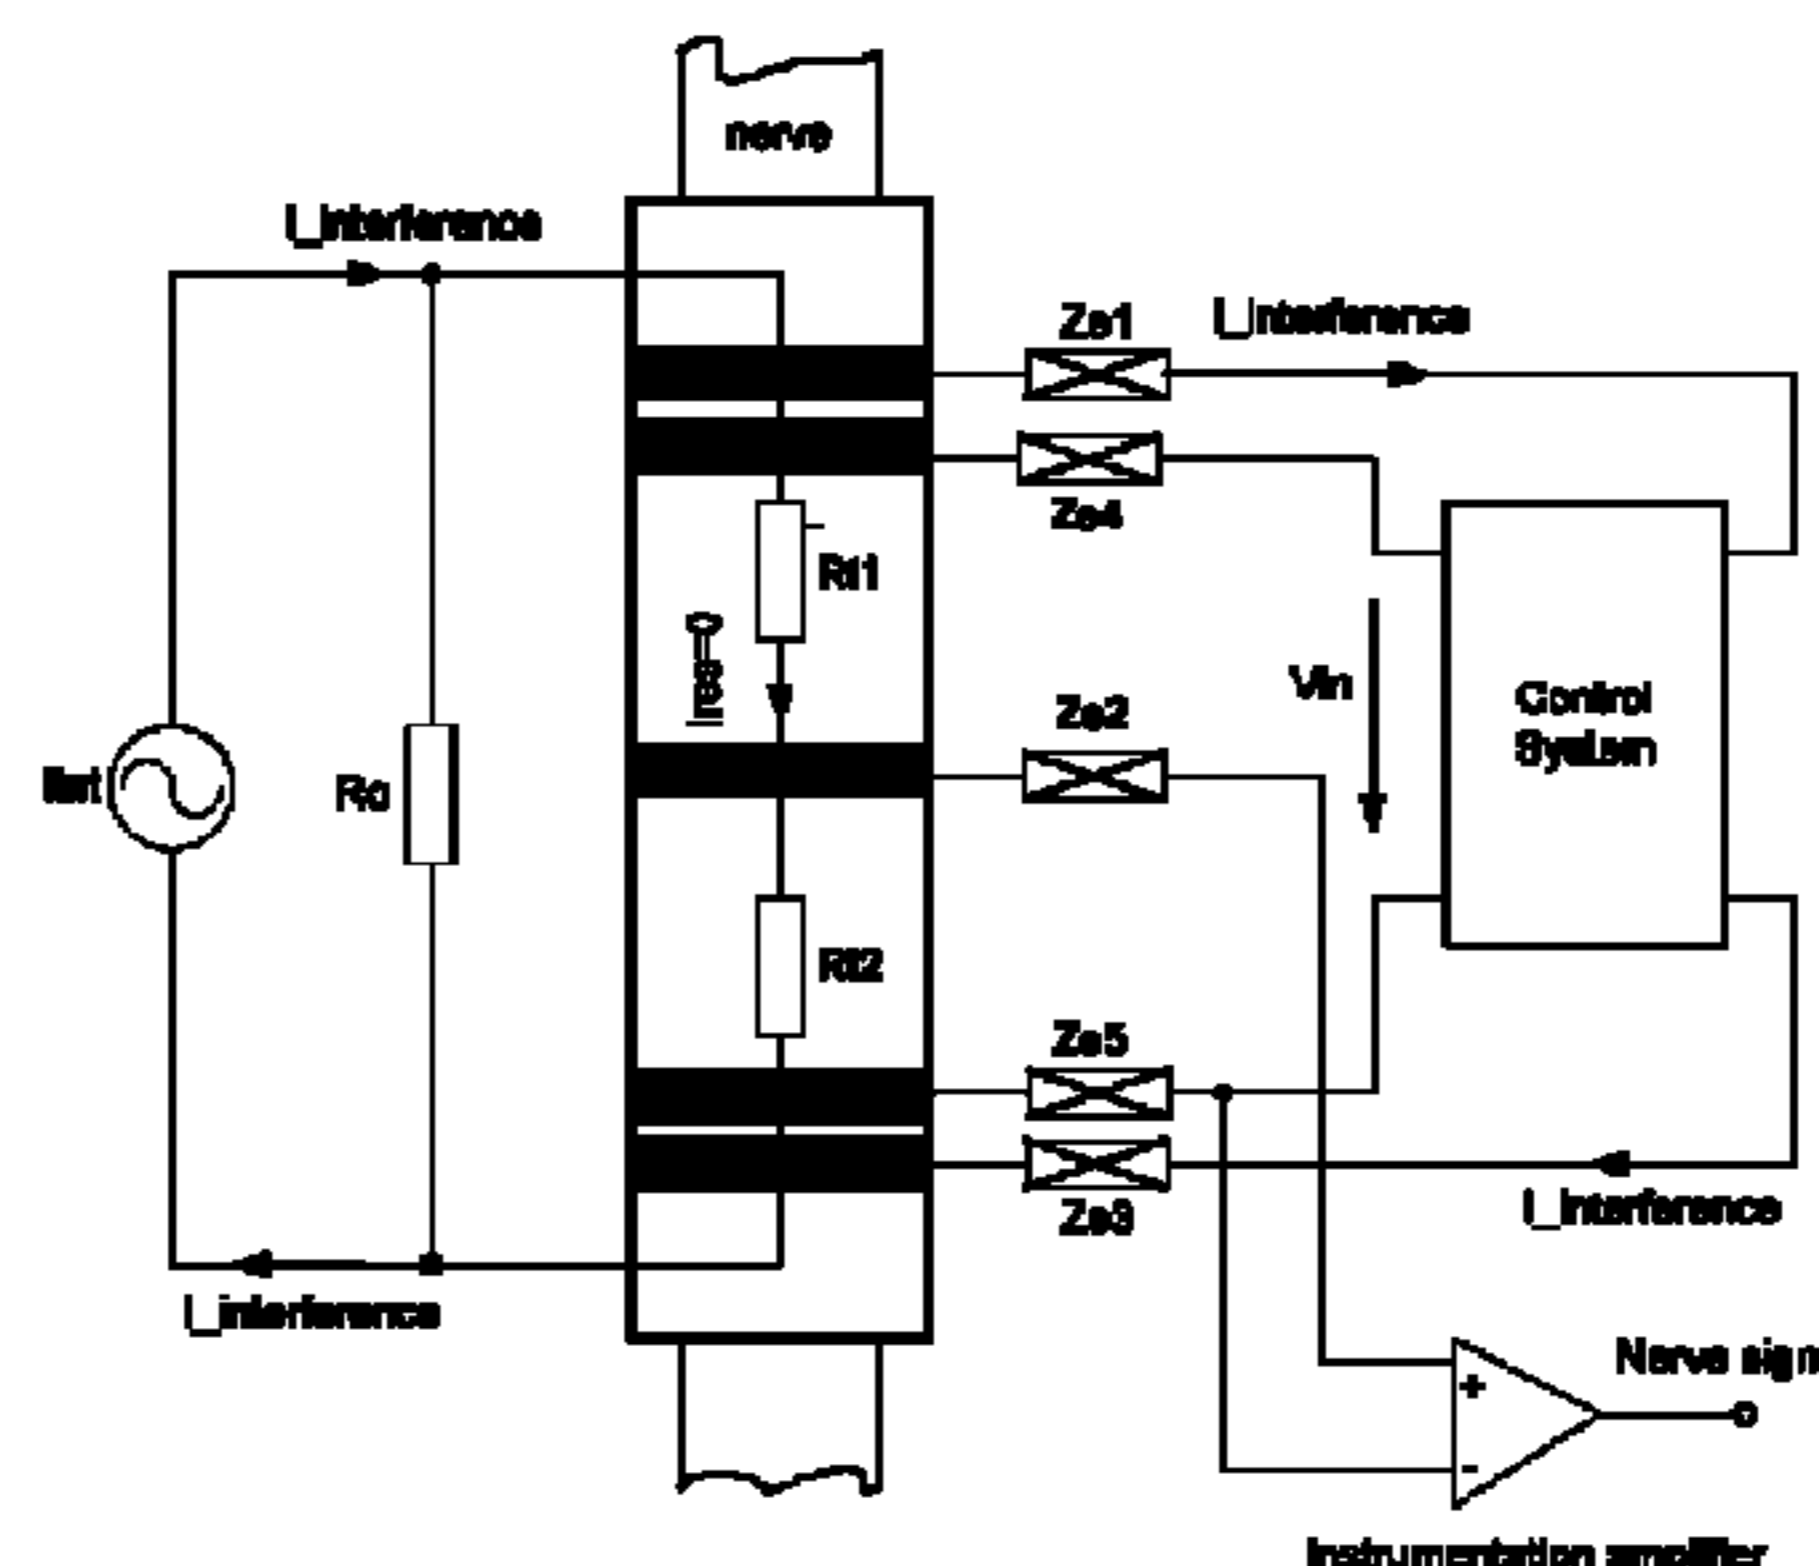 nerve
I_interference
Ze1
I_interference
Ze4
Rt1
Ires=0
Ze2
Vin
Control
System
Iint
Ro
Rt2
Ze5
Ze3
I_interference
I_interference
Nerve sign
+
-
Instrumentation amplifier